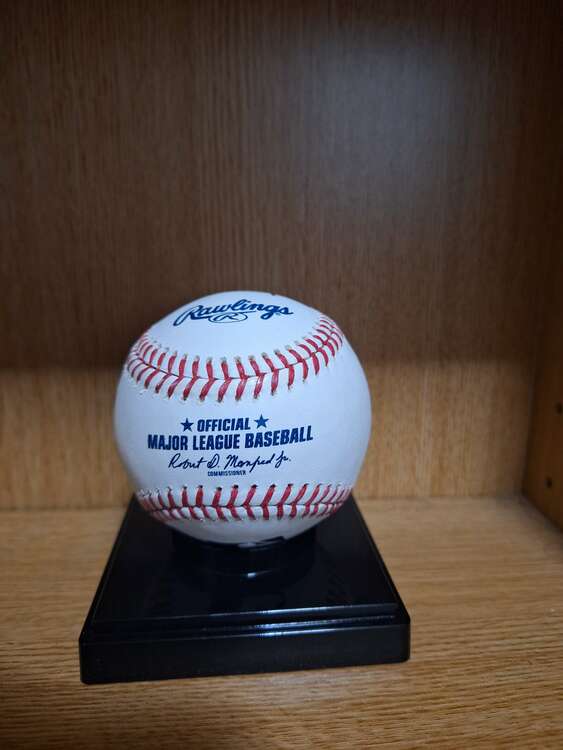 Rawlings
R
★ OFFICIAL ★
MAJOR LEAGUE BASEBALL
Robert D. Manfred Jr.
COMMISSIONER